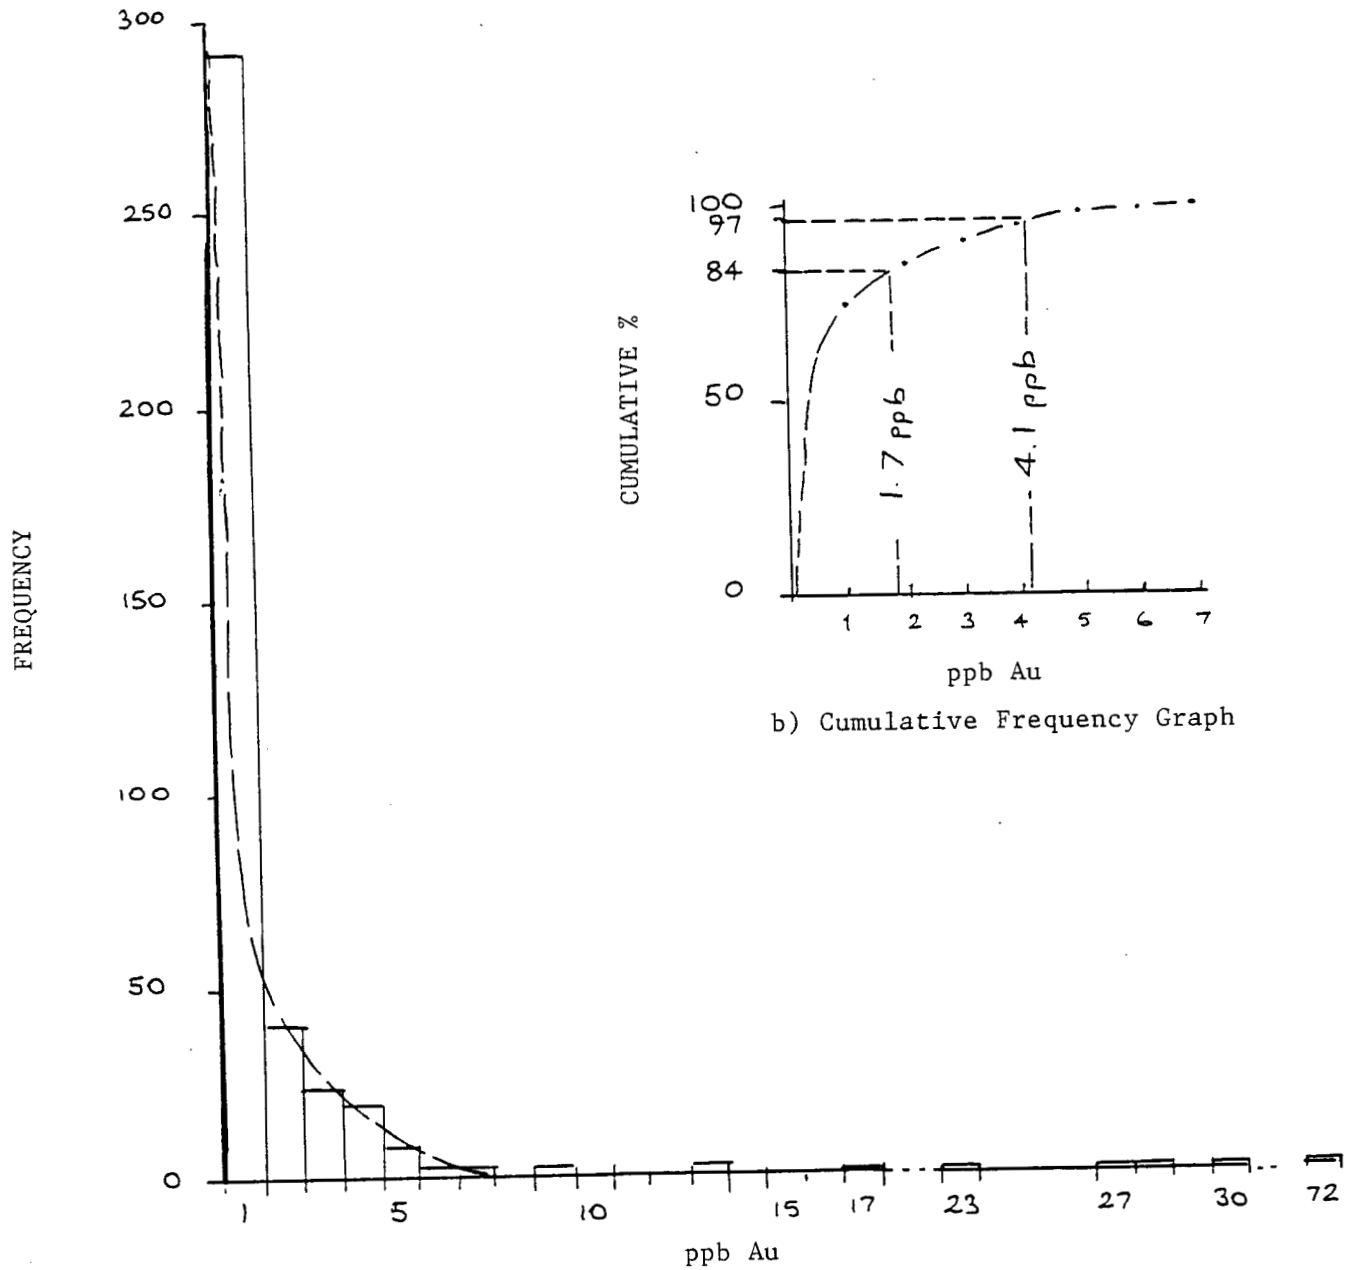 300
250
200
150
100
50
0
FREQUENCY
1 5 10 15 17 23 27 30 72
ppb Au
100
97
84
50
0
CUMULATIVE %
1.7 ppb
4.1 ppb
1 2 3 4 5 6 7
ppb Au
b) Cumulative Frequency Graph